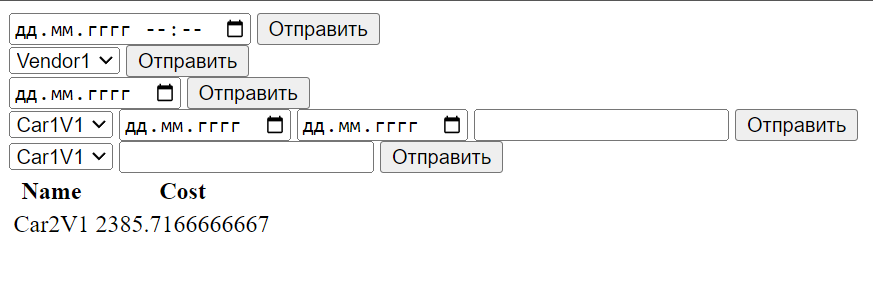 дд.мм.гггг --:-- Отправить
Vendor1 Отправить
дд.мм.гггг Отправить
Car1V1 дд.мм.гггг дд.мм.гггг Отправить
Car1V1 Отправить
Name Cost
Car2V1 2385.7166666667